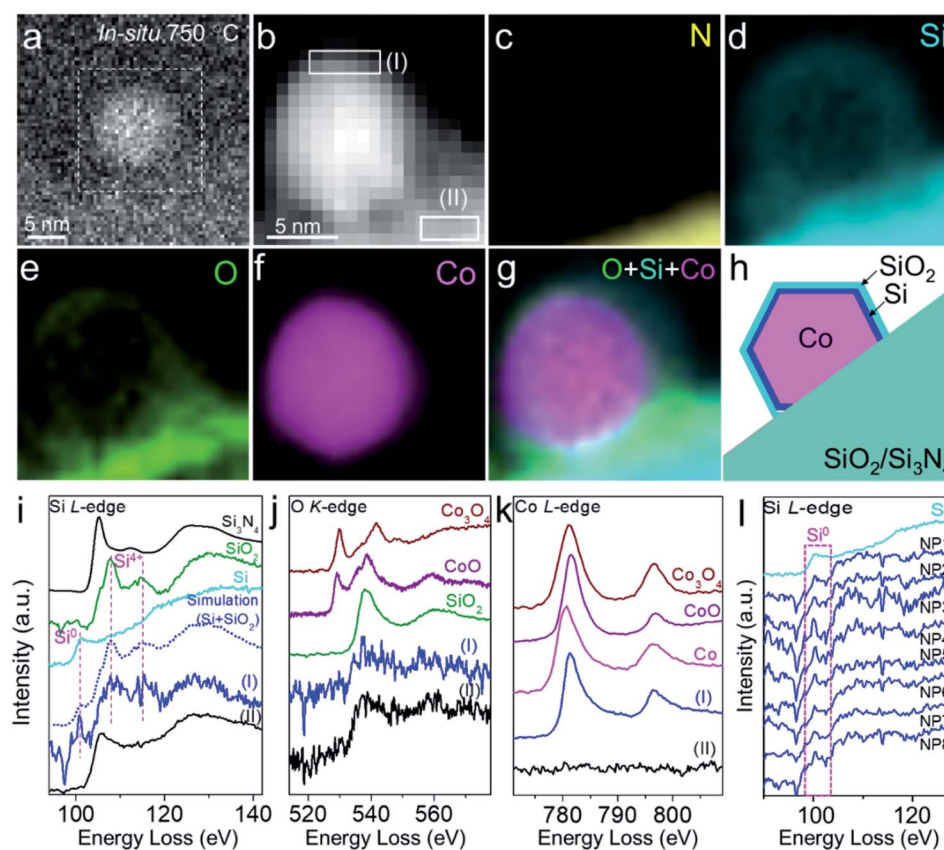 a In-situ 750 °C
5 nm
b (I)
(II)
5 nm
c N
d Si
e O
f Co
g O+Si+Co
h SiO2
Si
Co
SiO2/Si3N
i Si L-edge
Si3N4
Si4+
SiO2
Si
Simulation
(Si+SiO2)
Si0
(I)
(II)
100 120 140
Energy Loss (eV)
Intensity (a.u.)
j O K-edge
Co3O4
CoO
SiO2
(I)
(II)
520 540 560
Energy Loss (eV)
k Co L-edge
Co3O4
CoO
Co
(I)
(II)
780 800
Energy Loss (eV)
l Si L-edge
Si0
NP5
100 120
Energy Loss (eV)
Intensity (a.u.)